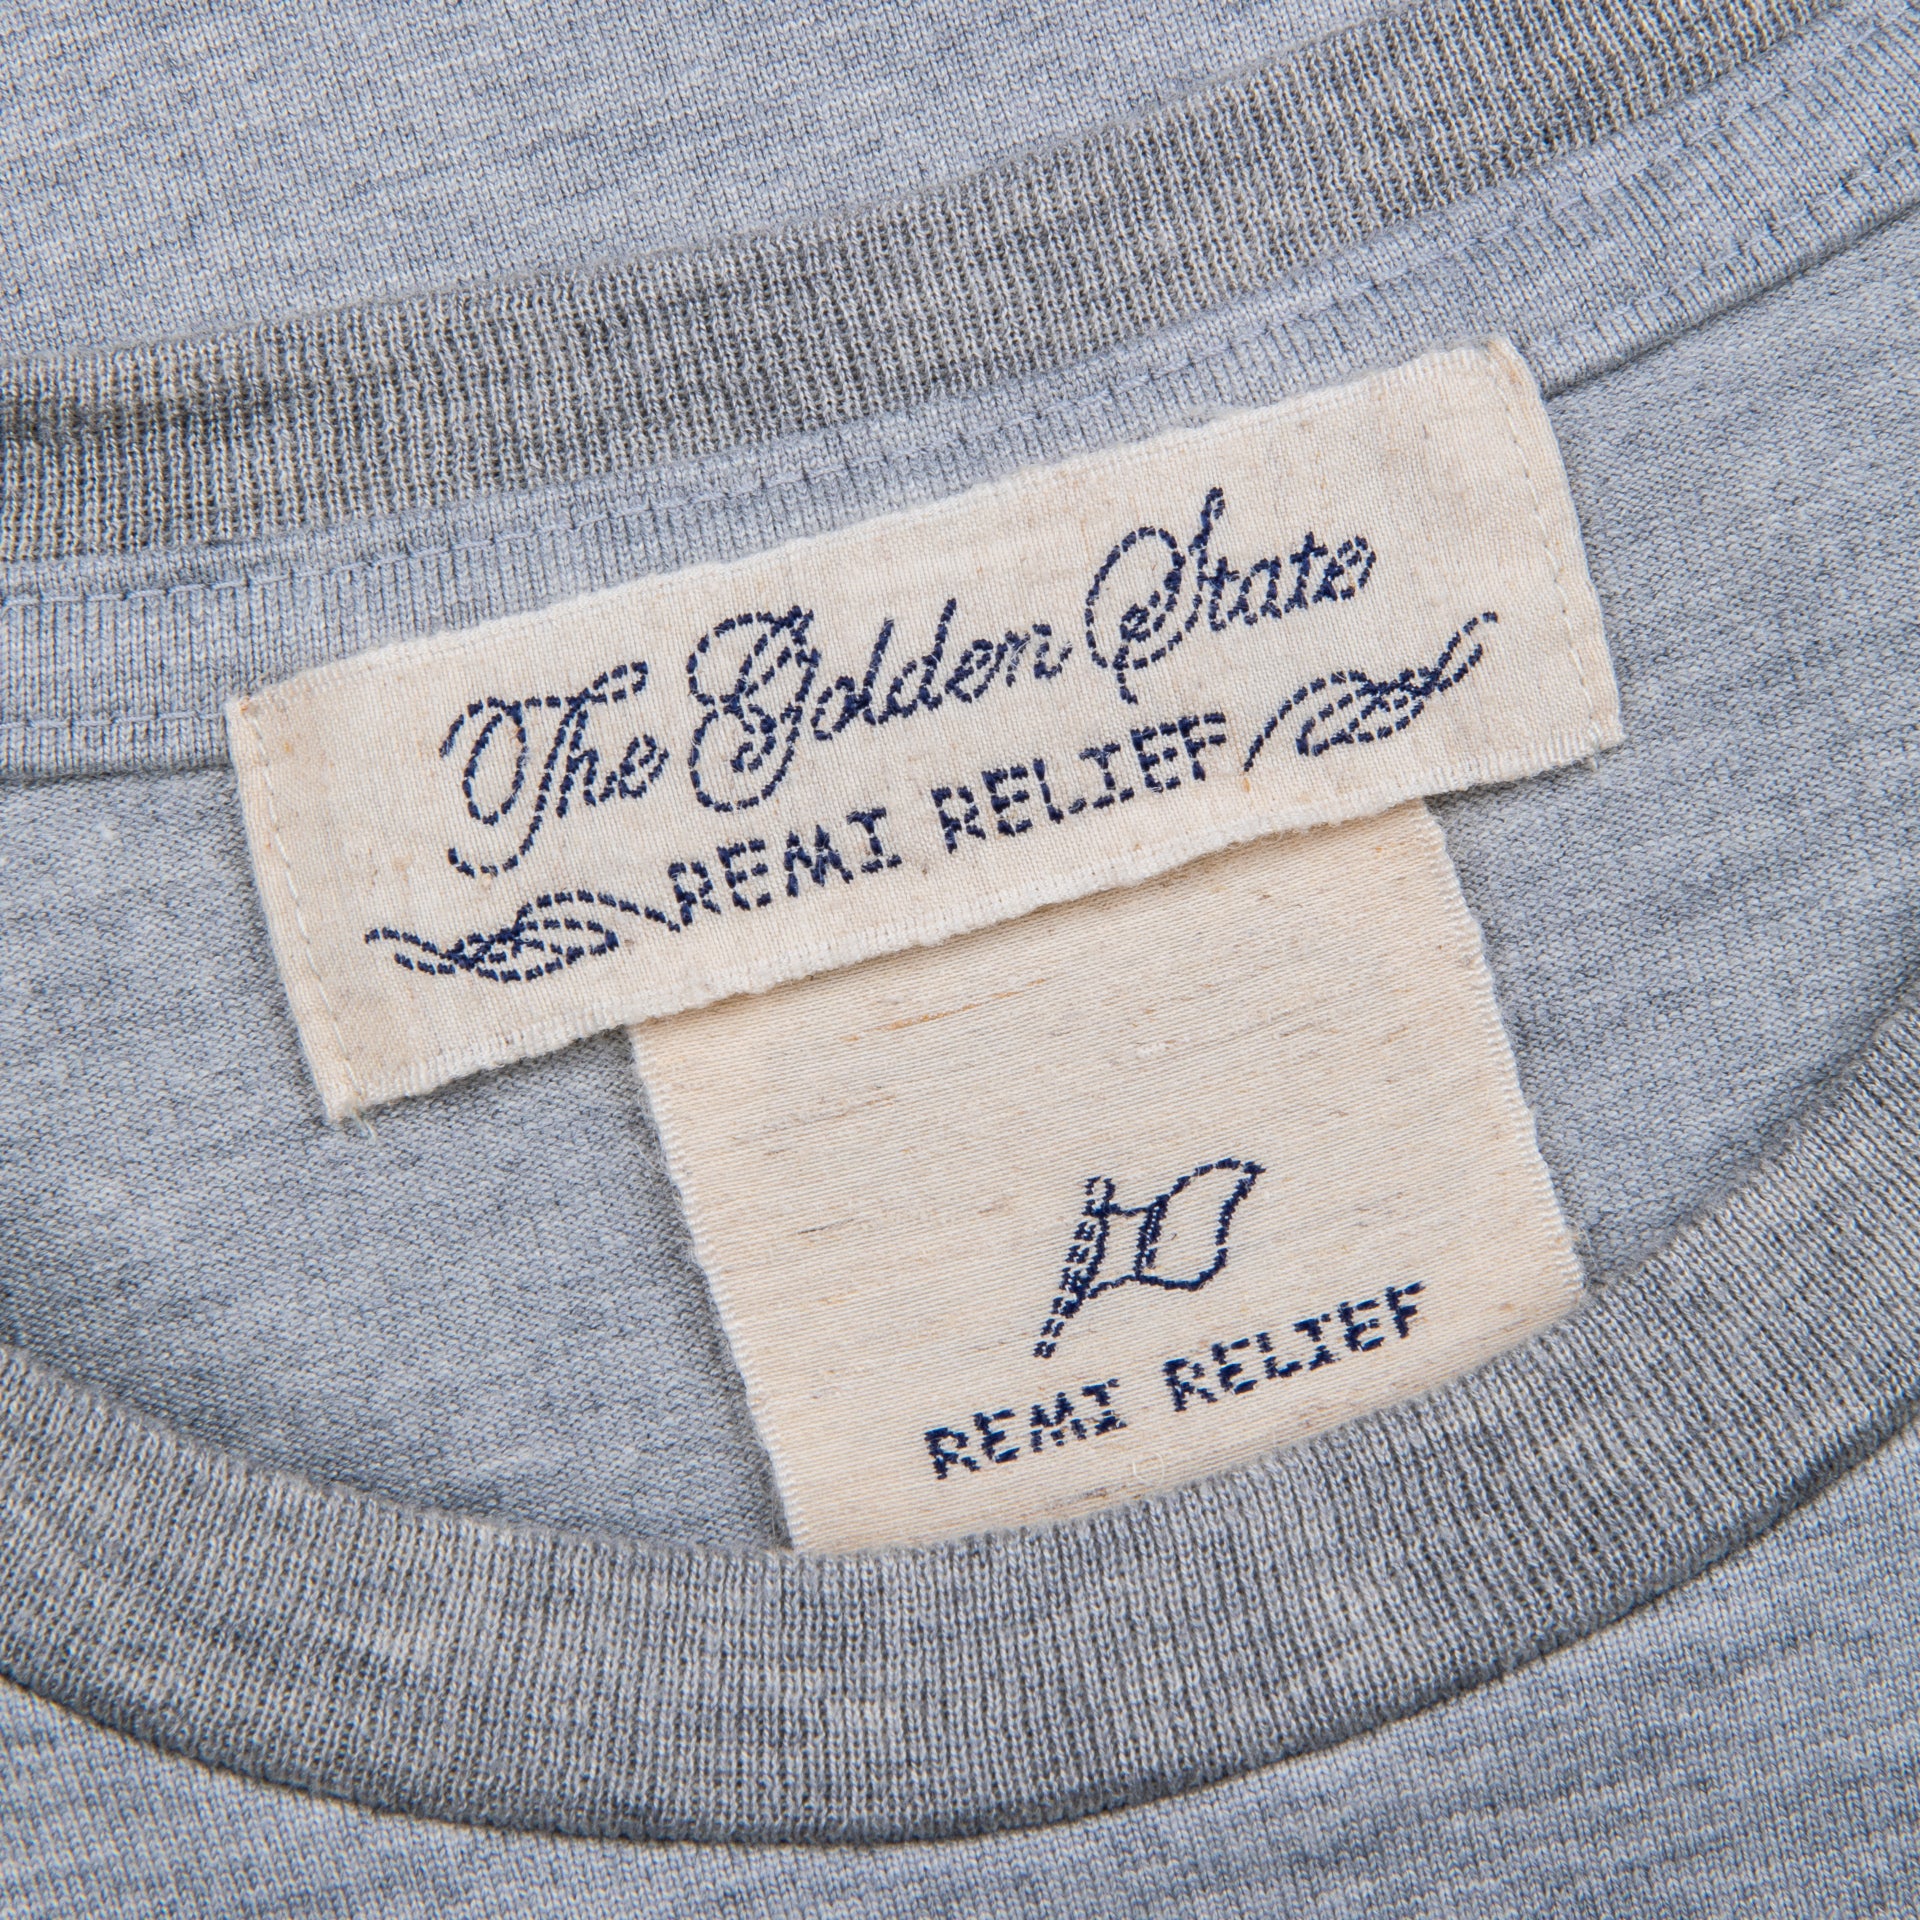 The Golden State
REMI RELIEF
REMI RELIEF